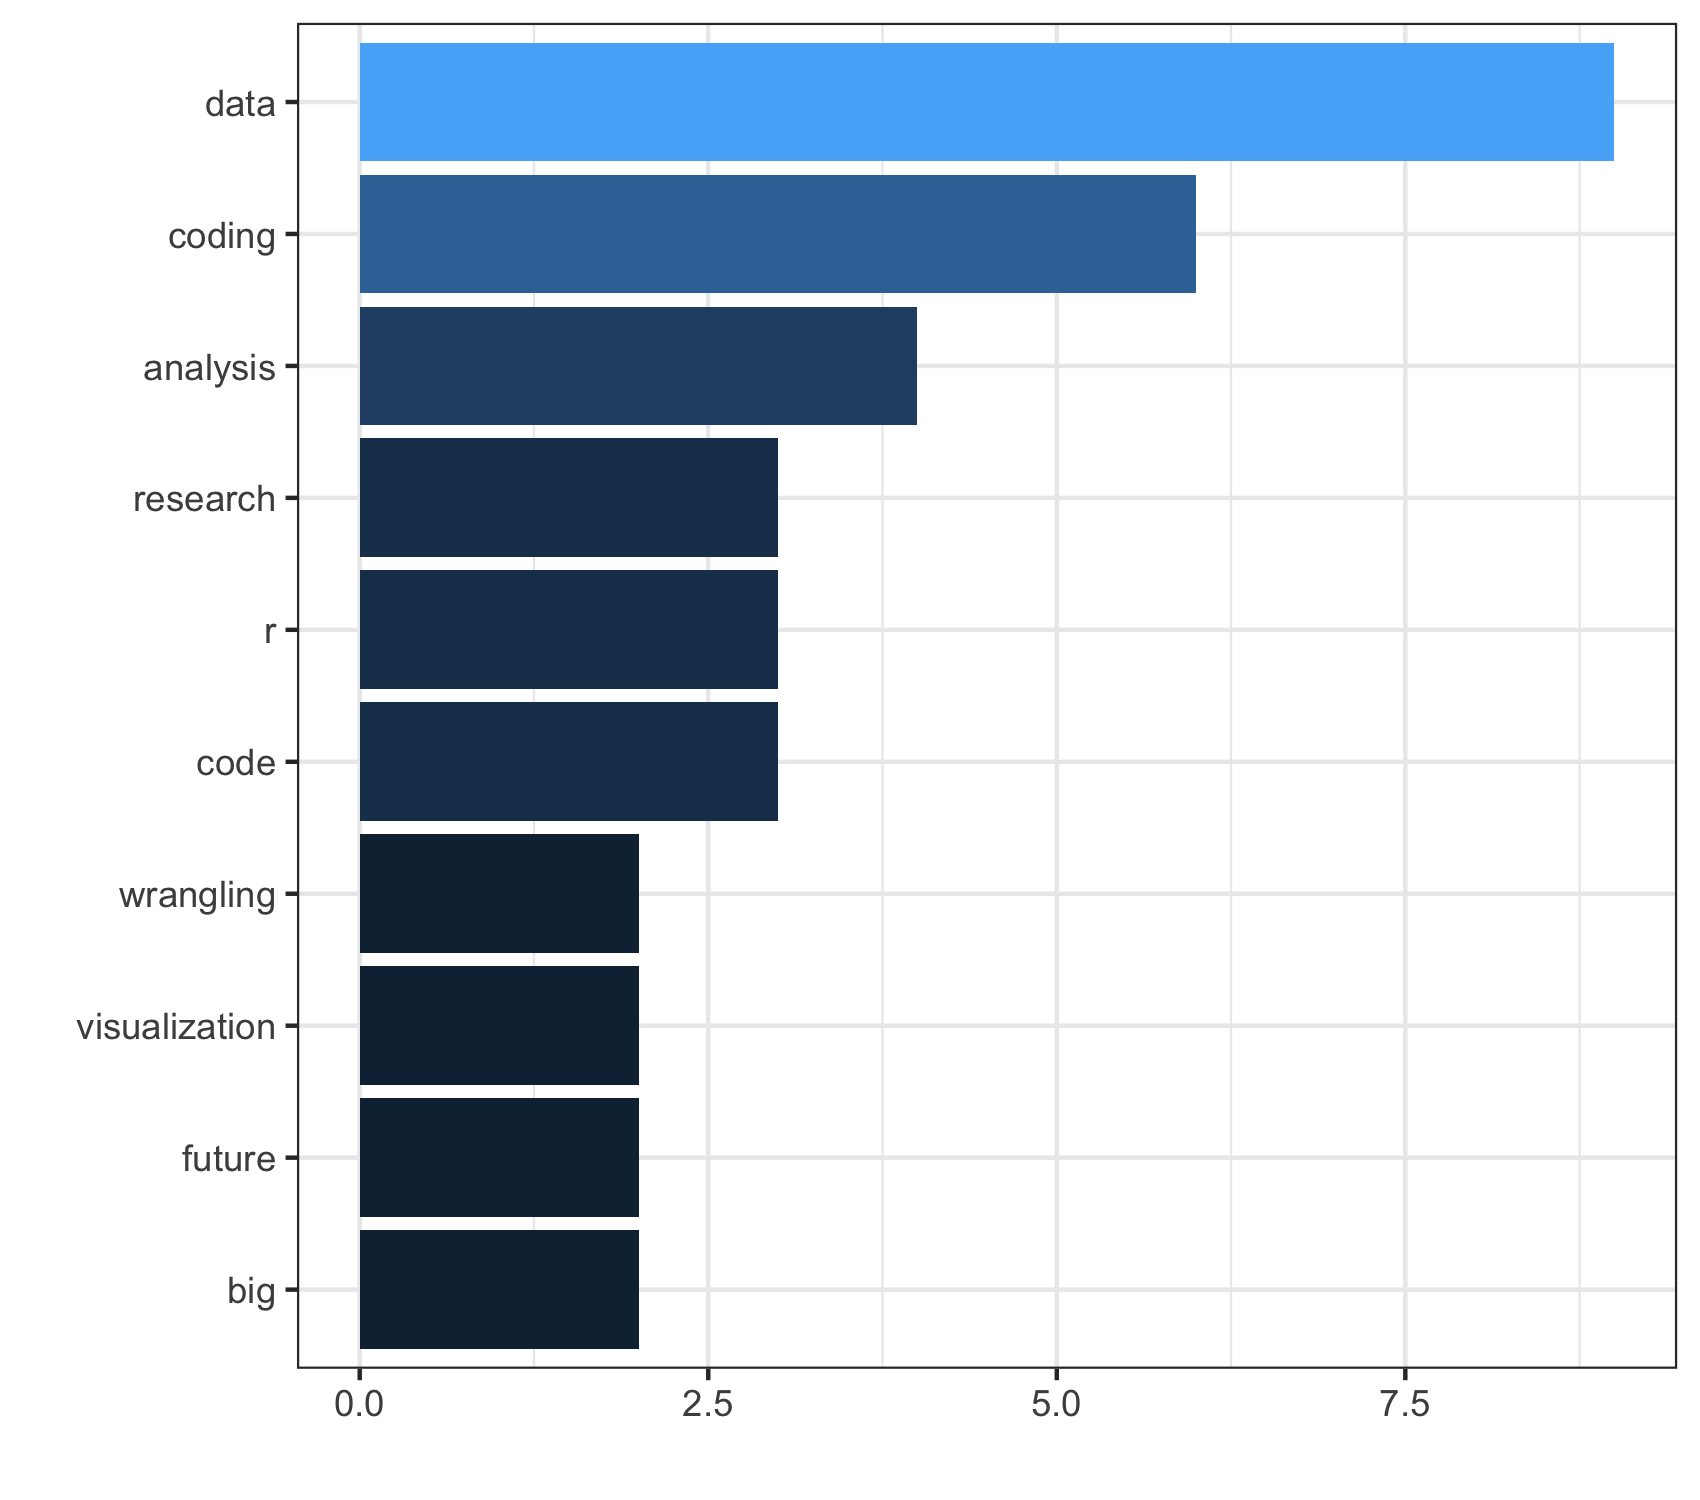 data
coding
analysis
research
r
code
wrangling
visualization
future
big
0.0 2.5 5.0 7.5